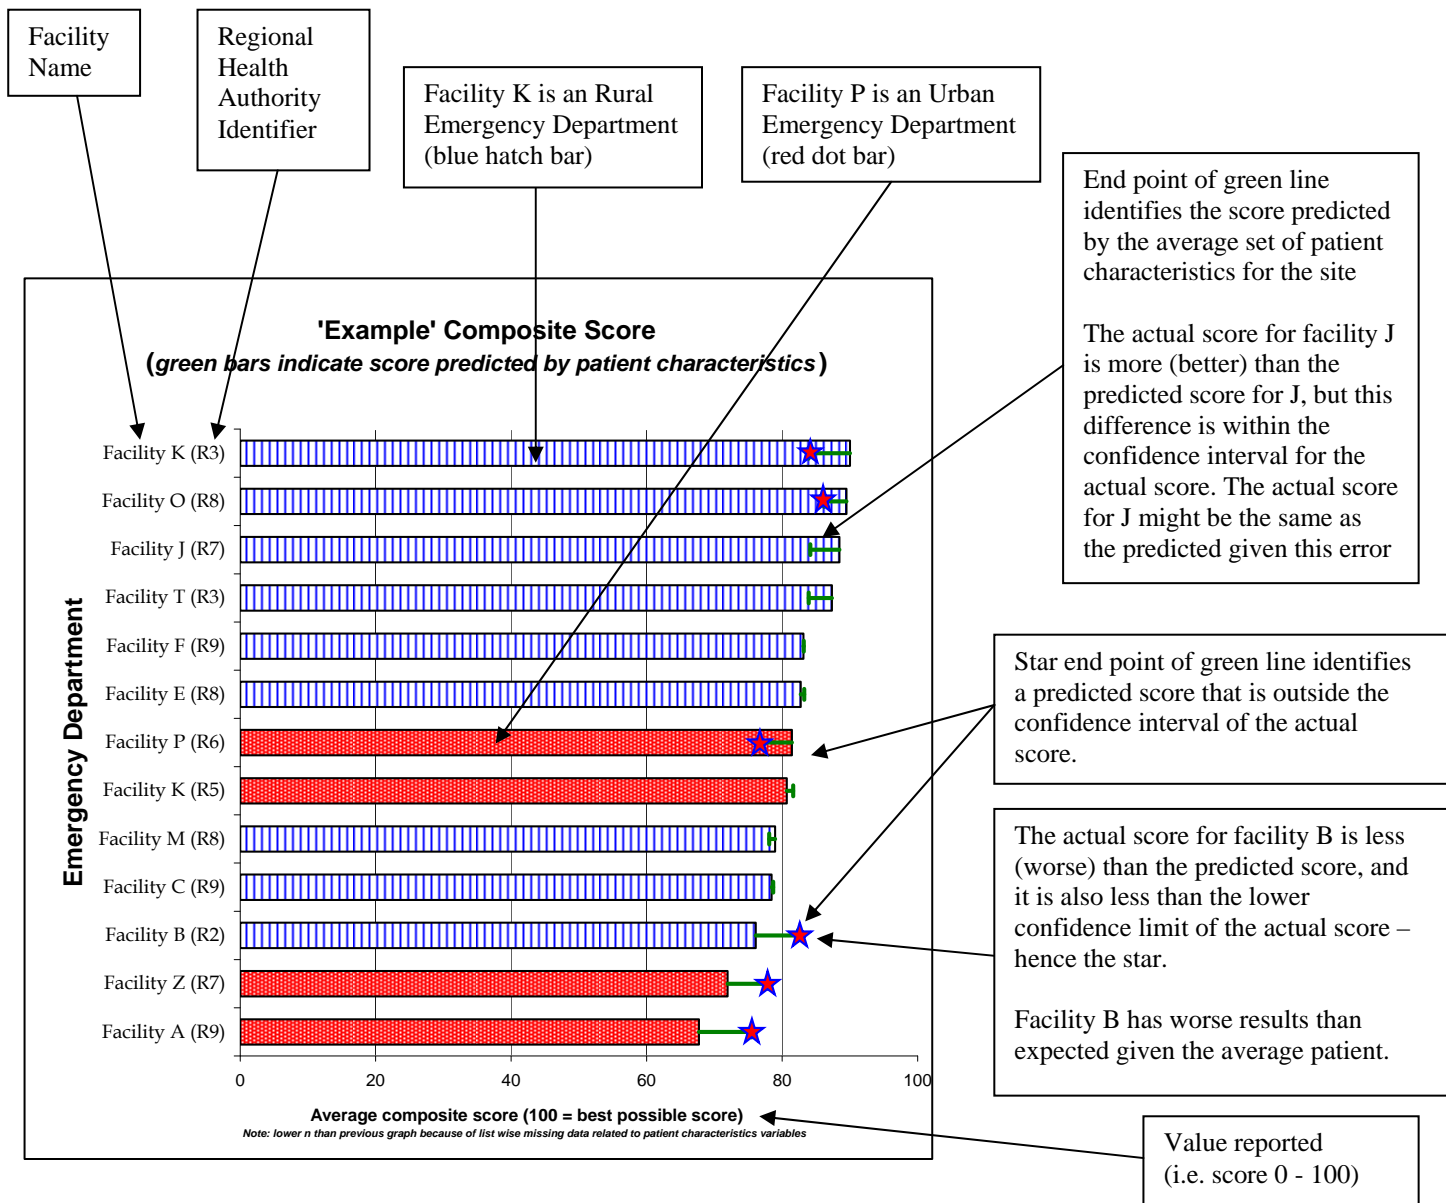 Facility
Name
Regional
Health
Authority
Identifier
Facility K is an Rural
Emergency Department
(blue hatch bar)
Facility P is an Urban
Emergency Department
(red dot bar)
End point of green line
identifies the score predicted
by the average set of patient
characteristics for the site
The actual score for facility J
is more (better) than the
predicted score for J, but this
difference is within the
confidence interval for the
actual score. The actual score
for J might be the same as
the predicted given this error
'Example' Composite Score
(green bars indicate score predicted by patient characteristics)
Emergency Department
Facility K (R3)
Facility O (R8)
Facility J (R7)
Facility T (R3)
Facility F (R9)
Facility E (R8)
Facility P (R6)
Facility K (R5)
Facility M (R8)
Facility C (R9)
Facility B (R2)
Facility Z (R7)
Facility A (R9)
0 20 40 60 80 100
Average composite score (100 = best possible score)
Note: lower n than previous graph because of list wise missing data related to patient characteristics variables
Star end point of green line identifies
a predicted score that is outside the
confidence interval of the actual
score.
The actual score for facility B is less
(worse) than the predicted score, and
it is also less than the lower
confidence limit of the actual score –
hence the star.
Facility B has worse results than
expected given the average patient.
Value reported
(i.e. score 0 - 100)